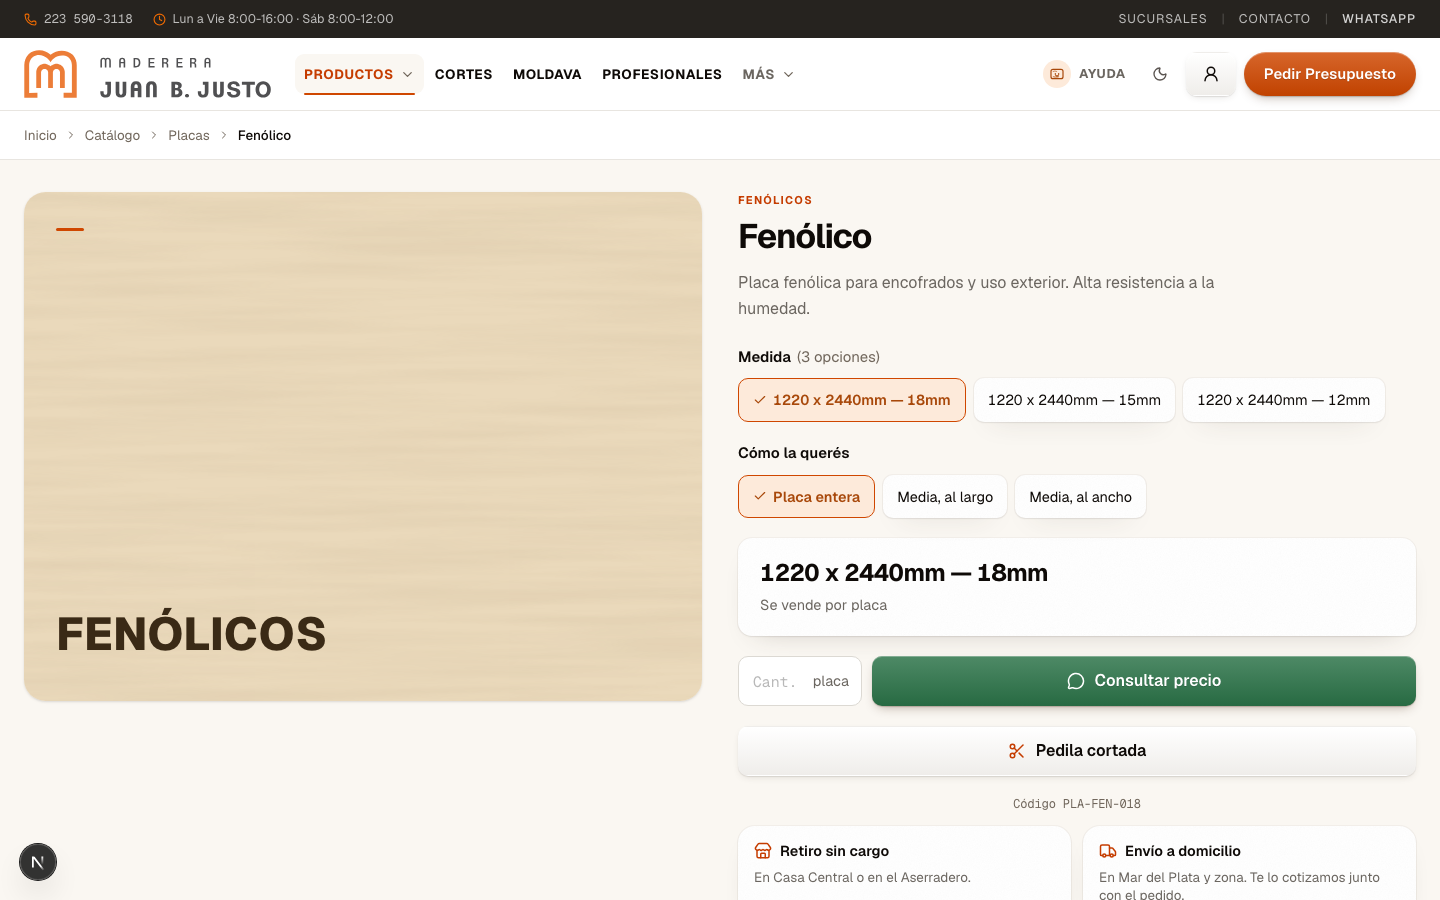 223 590-3118
Lun a Vie 8:00-16:00 · Sáb 8:00-12:00
SUCURSALES
CONTACTO
WHATSAPP
MADERERA
JUAN B. JUSTO
PRODUCTOS
CORTES
MOLDAVA
PROFESIONALES
MÁS
AYUDA
Pedir Presupuesto
Inicio
Catálogo
Placas
Fenólico
FENÓLICOS
FENÓLICOS
Fenólico
Placa fenólica para encofrados y uso exterior. Alta resistencia a la
humedad.
Medida (3 opciones)
1220 x 2440mm — 18mm
1220 x 2440mm — 15mm
1220 x 2440mm — 12mm
Cómo la querés
Placa entera
Media, al largo
Media, al ancho
1220 x 2440mm — 18mm
Se vende por placa
Cant. placa
Consultar precio
Pedila cortada
Código PLA-FEN-018
Retiro sin cargo
En Casa Central o en el Aserradero.
Envío a domicilio
En Mar del Plata y zona. Te lo cotizamos junto
con el pedido.
N